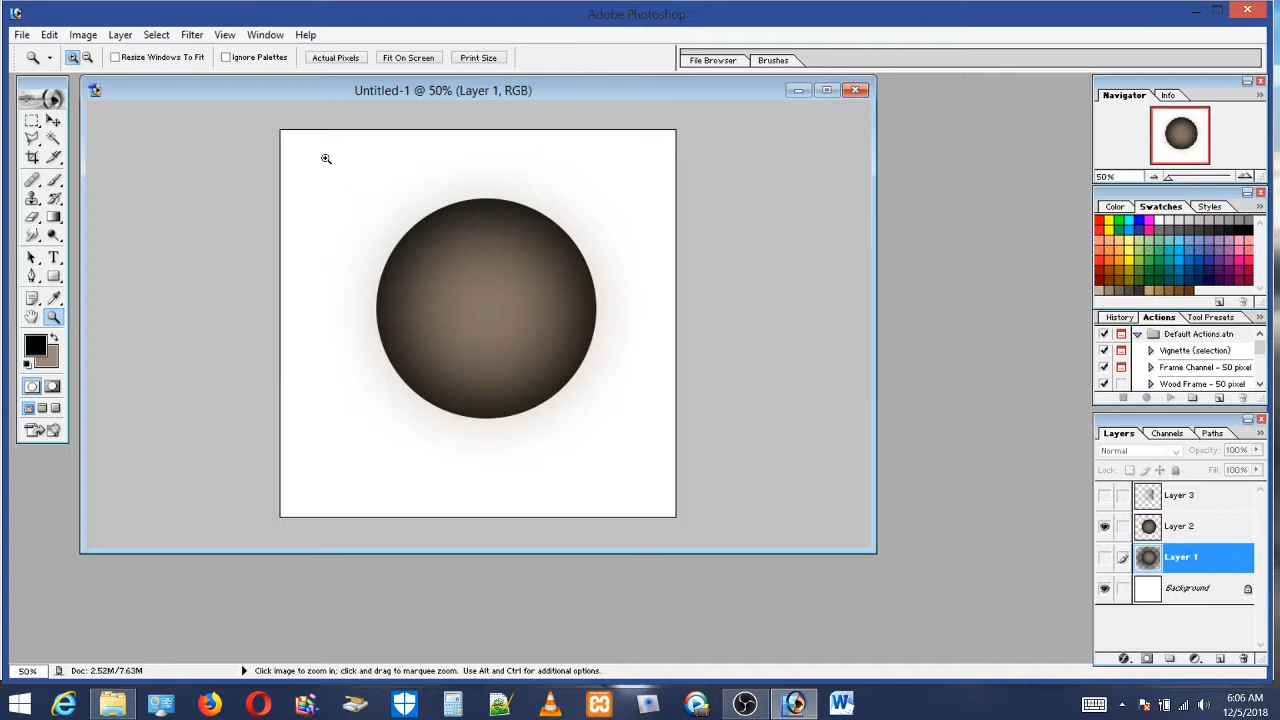 Adobe Photoshop
File Edit Image Layer Select Filter View Window Help
Resize Windows To Fit Ignore Palettes Actual Pixels Fit On Screen Print Size File Browser Brushes
Untitled-1 @ 50% (Layer 1, RGB)
Navigator Info
50%
Color Swatches Styles
History Actions Tool Presets
Default Actions.atn
Vignette (selection)
Frame Channel - 50 pixel
Wood Frame - 50 pixel
Layers Channels Paths
Normal Opacity: 100%
Lock: Fill: 100%
Layer 3
Layer 2
Layer 1
Background
50% Doc: 2.52M/7.63M Click image to zoom in; click and drag to marquee zoom. Use Alt and Ctrl for additional options.
6:06 AM
12/5/2018